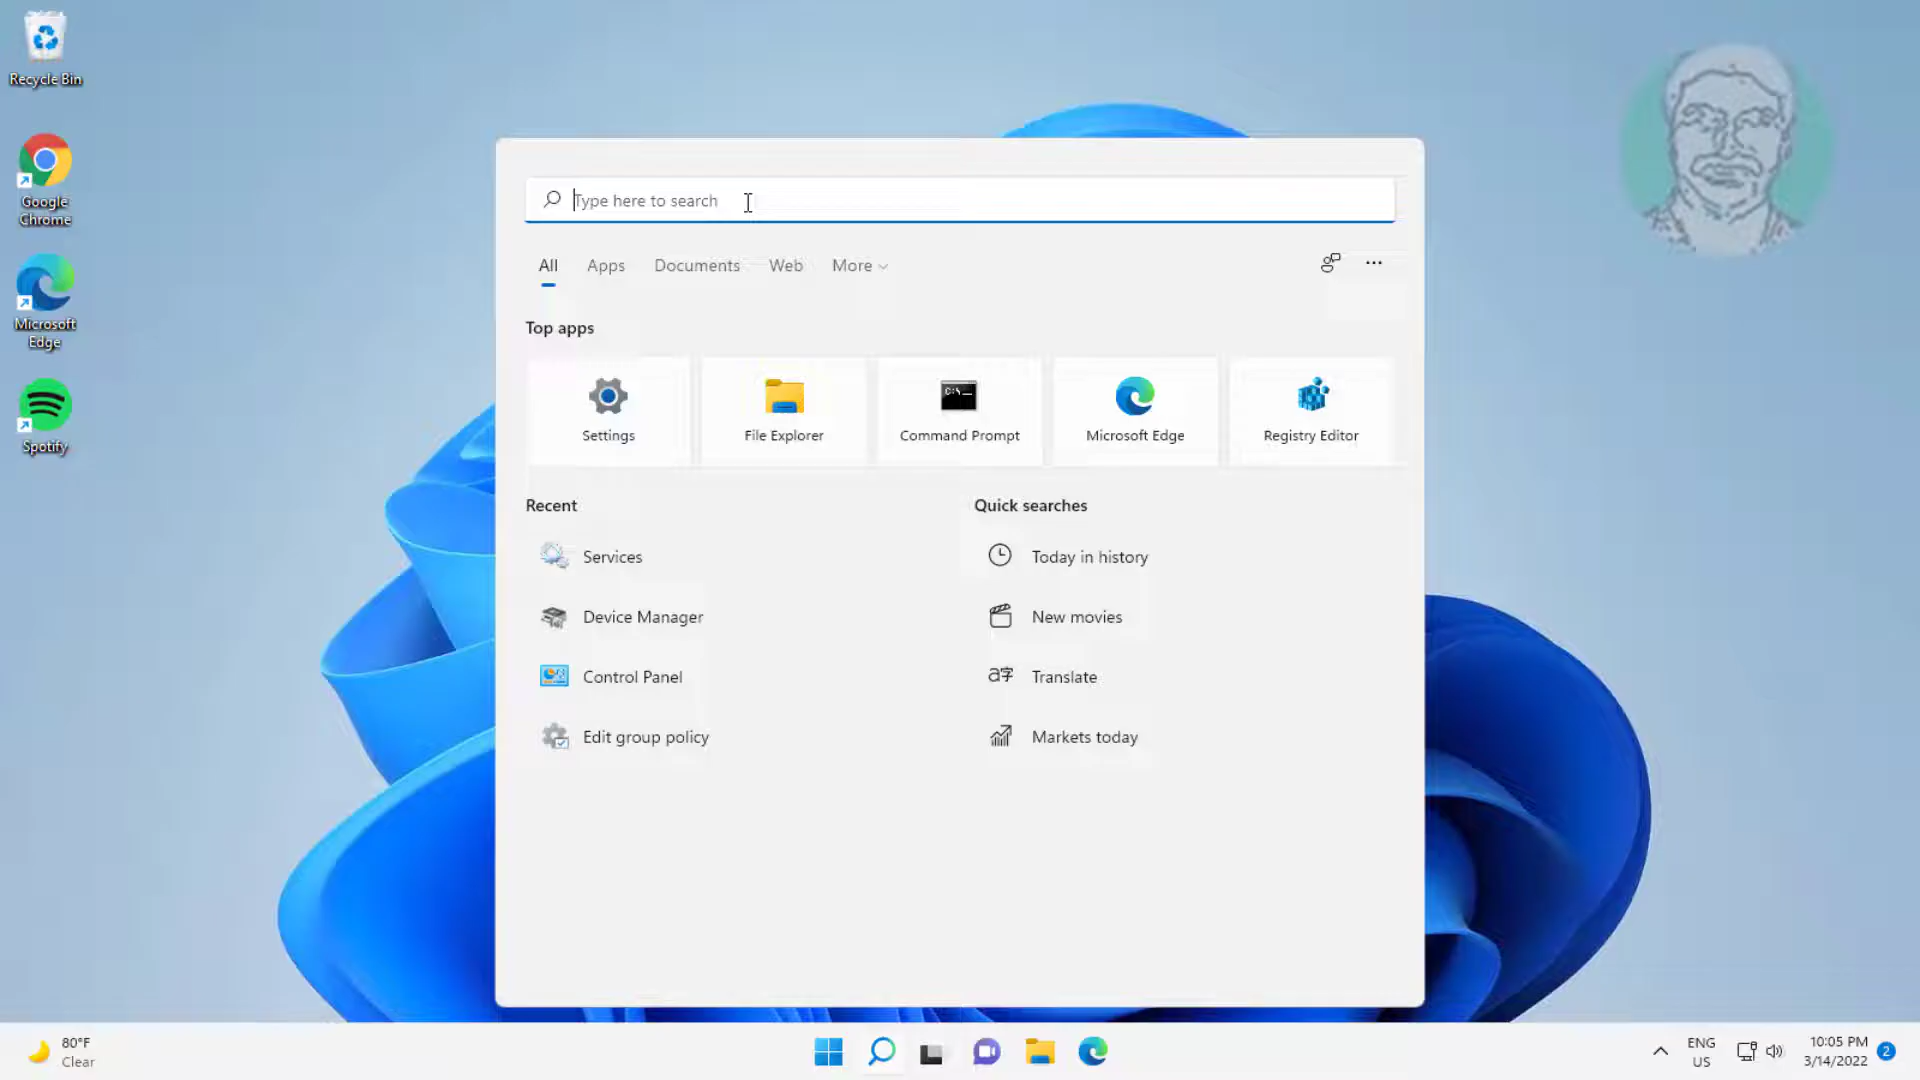 Recycle Bin
Google
Chrome
Microsoft
Edge
Spotify
Type here to search
All
Apps
Documents
Web
More
Top apps
Settings
File Explorer
C:\_
Command Prompt
Microsoft Edge
Registry Editor
Recent
Quick searches
Services
Today in history
Device Manager
New movies
Control Panel
Translate
Edit group policy
Markets today
80°F
Clear
ENG
US
10:05 PM
3/14/2022
2